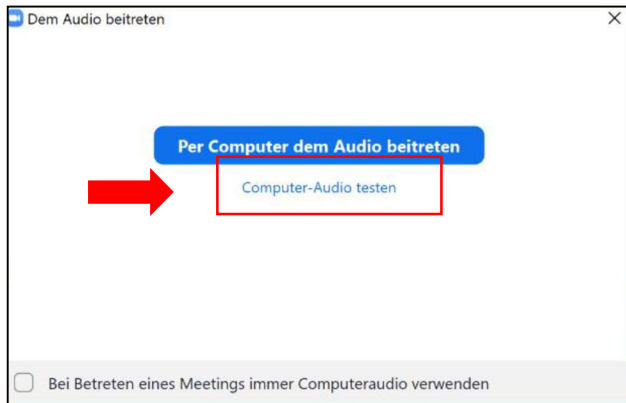 Dem Audio beitreten
Per Computer dem Audio beitreten
Computer-Audio testen
Bei Betreten eines Meetings immer Computeraudio verwenden